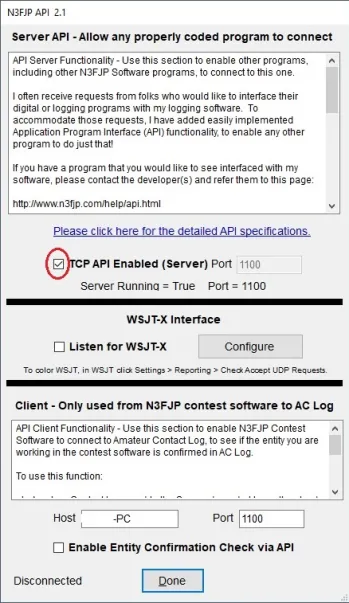 N3FJP API 2.1
Server API - Allow any properly coded program to connect
API Server Functionality - Use this section to enable other programs,
including other N3FJP Software programs, to connect to this one.
I often receive requests from folks who would like to interface their
digital or logging programs with my logging software. To
accommodate those requests, I have added easily implemented
Application Program Interface (API) functionality, to enable any other
program to do just that!
If you have a program that you would like to see interfaced with my
software, please contact the developer(s) and refer them to this page:
http://www.n3fjp.com/help/api.html
Please click here for the detailed API specifications.
TCP API Enabled (Server) Port 1100
Server Running = True Port = 1100
WSJT-X Interface
Listen for WSJT-X Configure
To color WSJT, in WSJT click Settings > Reporting > Check Accept UDP Requests.
Client - Only used from N3FJP contest software to AC Log
API Client Functionality - Use this section to enable N3FJP Contest
Software to connect to Amateur Contact Log, to see if the entity you are
working in the contest software is confirmed in AC Log.
To use this function:
Host -PC Port 1100
Enable Entity Confirmation Check via API
Disconnected Done